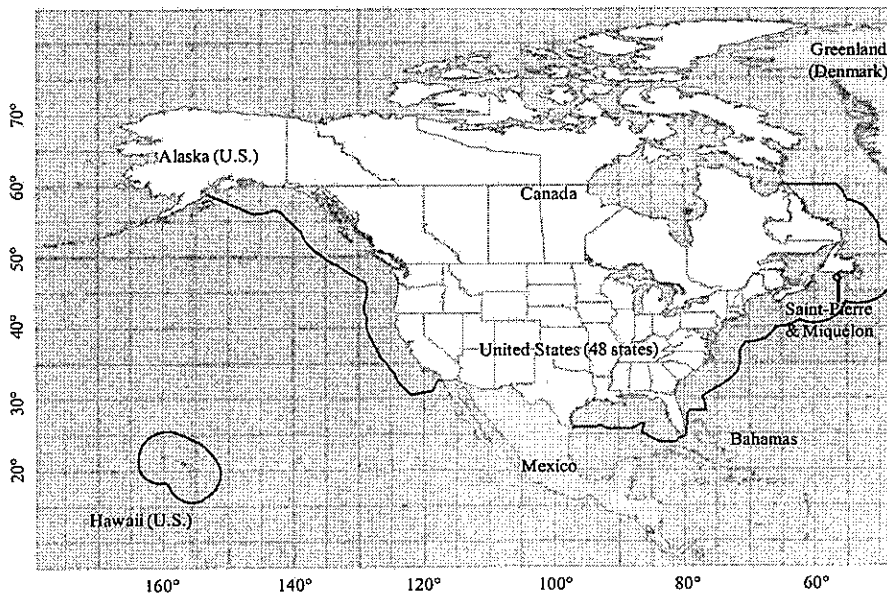 Greenland
(Denmark)
70°
Alaska (U.S.)
60°
Canada
50°
Saint-Pierre
& Miquelon
40°
United States (48 states)
30°
Bahamas
20°
Mexico
Hawaii (U.S.)
160°
140°
120°
100°
80°
60°